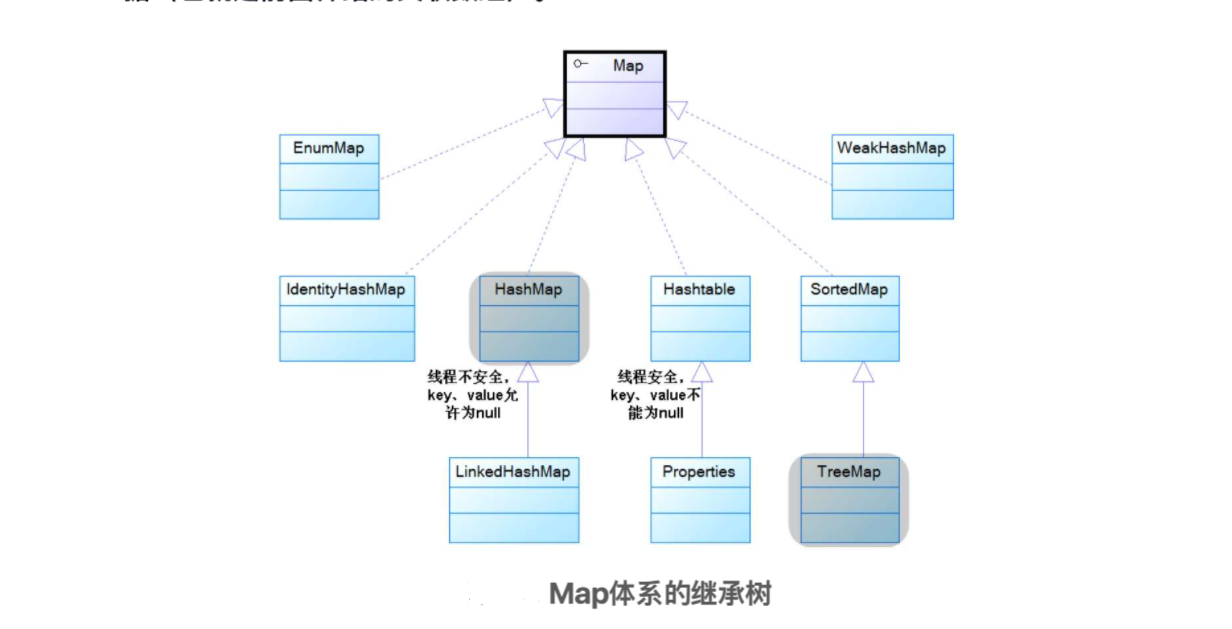 Map
EnumMap
WeakHashMap
IdentityHashMap
HashMap
Hashtable
SortedMap
线程不安全，
key、value允
许为null
线程安全，
key、value不
能为null
LinkedHashMap
Properties
TreeMap
Map体系的继承树